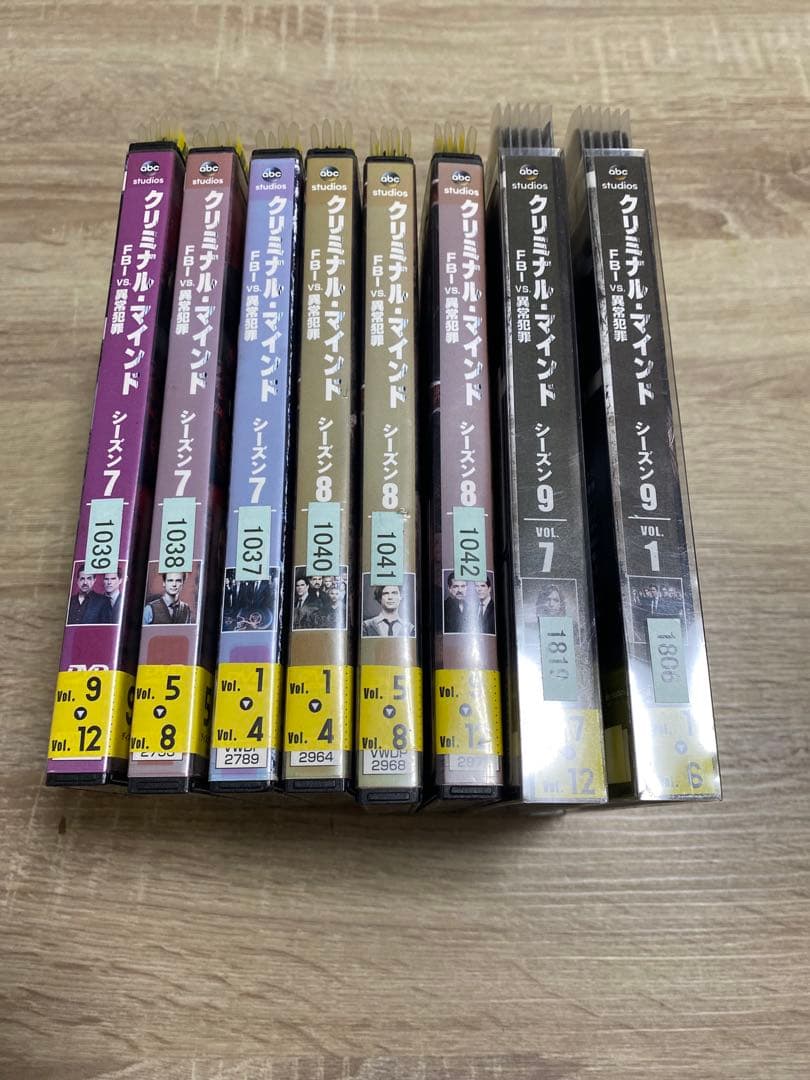 abc
studios
クリミナル・マインド
FBI vs. 異常犯罪
シーズン7
1039
Vol. 9
Vol. 12
abc
studios
クリミナル・マインド
FBI vs. 異常犯罪
シーズン7
1038
Vol. 5
Vol. 8
abc
studios
クリミナル・マインド
FBI vs. 異常犯罪
シーズン7
1037
Vol. 1
Vol. 4
VWDP
2789
abc
studios
クリミナル・マインド
FBI vs. 異常犯罪
シーズン8
1040
Vol. 1
Vol. 4
2964
abc
studios
クリミナル・マインド
FBI vs. 異常犯罪
シーズン8
1041
Vol. 5
Vol. 8
VWDP
2968
abc
studios
クリミナル・マインド
FBI vs. 異常犯罪
シーズン8
1042
Vol. 9
Vol. 12
abc
studios
クリミナル・マインド
FBI vs. 異常犯罪
シーズン9
VOL.
7
1819
7
Vol. 12
abc
studios
クリミナル・マインド
FBI vs. 異常犯罪
シーズン9
VOL.
1
1806
Vol. 1
Vol. 6